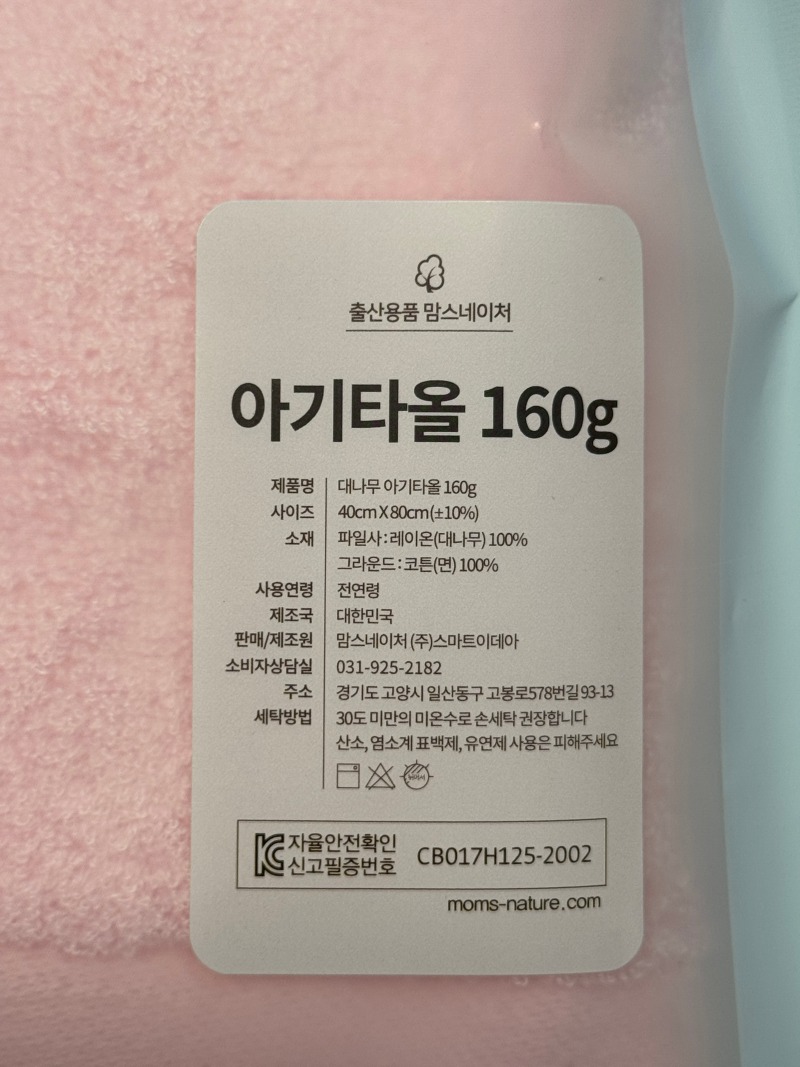 출산용품 맘스네이처
아기타올 160g
제품명 대나무 아기타올 160g
사이즈 40cm X 80cm(±10%)
소재 파일사 : 레이온(대나무) 100%
그라운드 : 코튼(면) 100%
사용연령 전연령
제조국 대한민국
판매/제조원 맘스네이처 (주)스마트이데아
소비자상담실 031-925-2182
주소 경기도 고양시 일산동구 고봉로578번길 93-13
세탁방법 30도 미만의 미온수로 손세탁 권장합니다
산소, 염소계 표백제, 유연제 사용은 피해주세요
뉘어서
자율안전확인
신고필증번호 CB017H125-2002
moms-nature.com